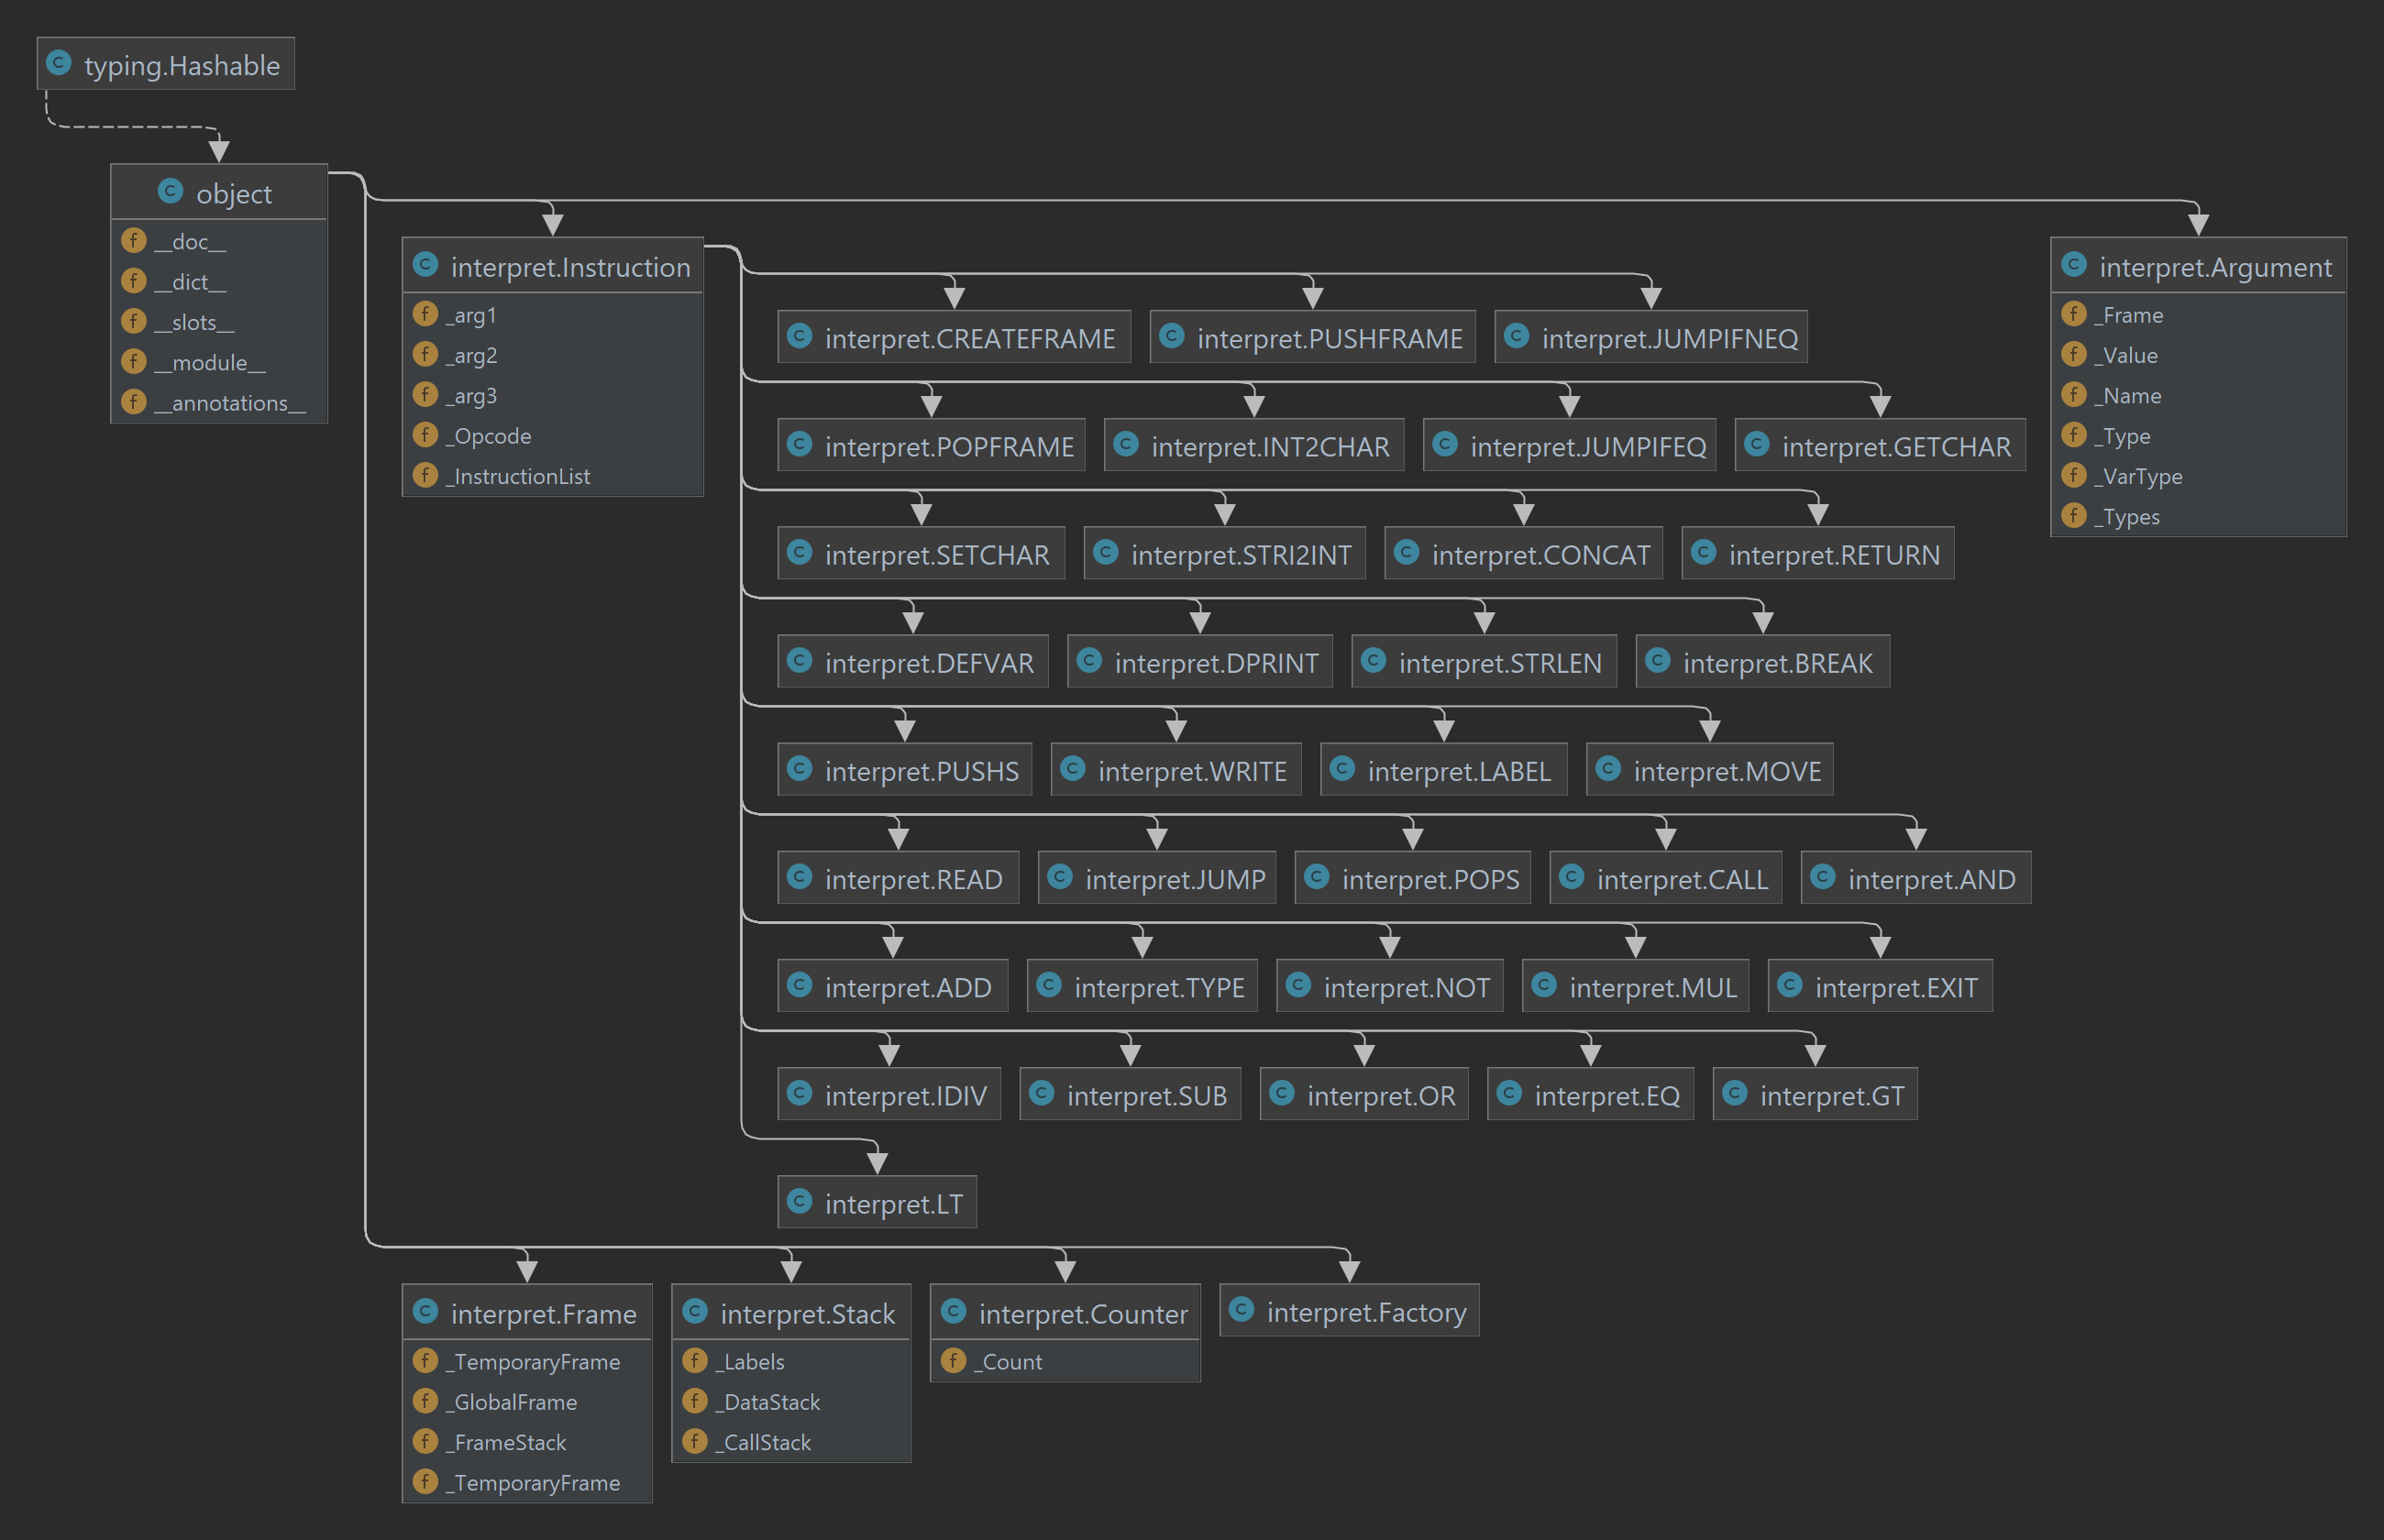 typing.Hashable
object
__doc__
__dict__
__slots__
__module__
__annotations__
interpret.Instruction
_arg1
_arg2
_arg3
_Opcode
_InstructionList
interpret.CREATEFRAME interpret.PUSHFRAME interpret.JUMPIFNEQ
interpret.POPFRAME interpret.INT2CHAR interpret.JUMPIFEQ interpret.GETCHAR
interpret.SETCHAR interpret.STRI2INT interpret.CONCAT interpret.RETURN
interpret.DEFVAR interpret.DPRINT interpret.STRLEN interpret.BREAK
interpret.PUSHS interpret.WRITE interpret.LABEL interpret.MOVE
interpret.READ interpret.JUMP interpret.POPS interpret.CALL interpret.AND
interpret.ADD interpret.TYPE interpret.NOT interpret.MUL interpret.EXIT
interpret.IDIV interpret.SUB interpret.OR interpret.EQ interpret.GT
interpret.LT
interpret.Argument
_Frame
_Value
_Name
_Type
_VarType
_Types
interpret.Frame
_TemporaryFrame
_GlobalFrame
_FrameStack
_TemporaryFrame
interpret.Stack
_Labels
_DataStack
_CallStack
interpret.Counter
_Count
interpret.Factory